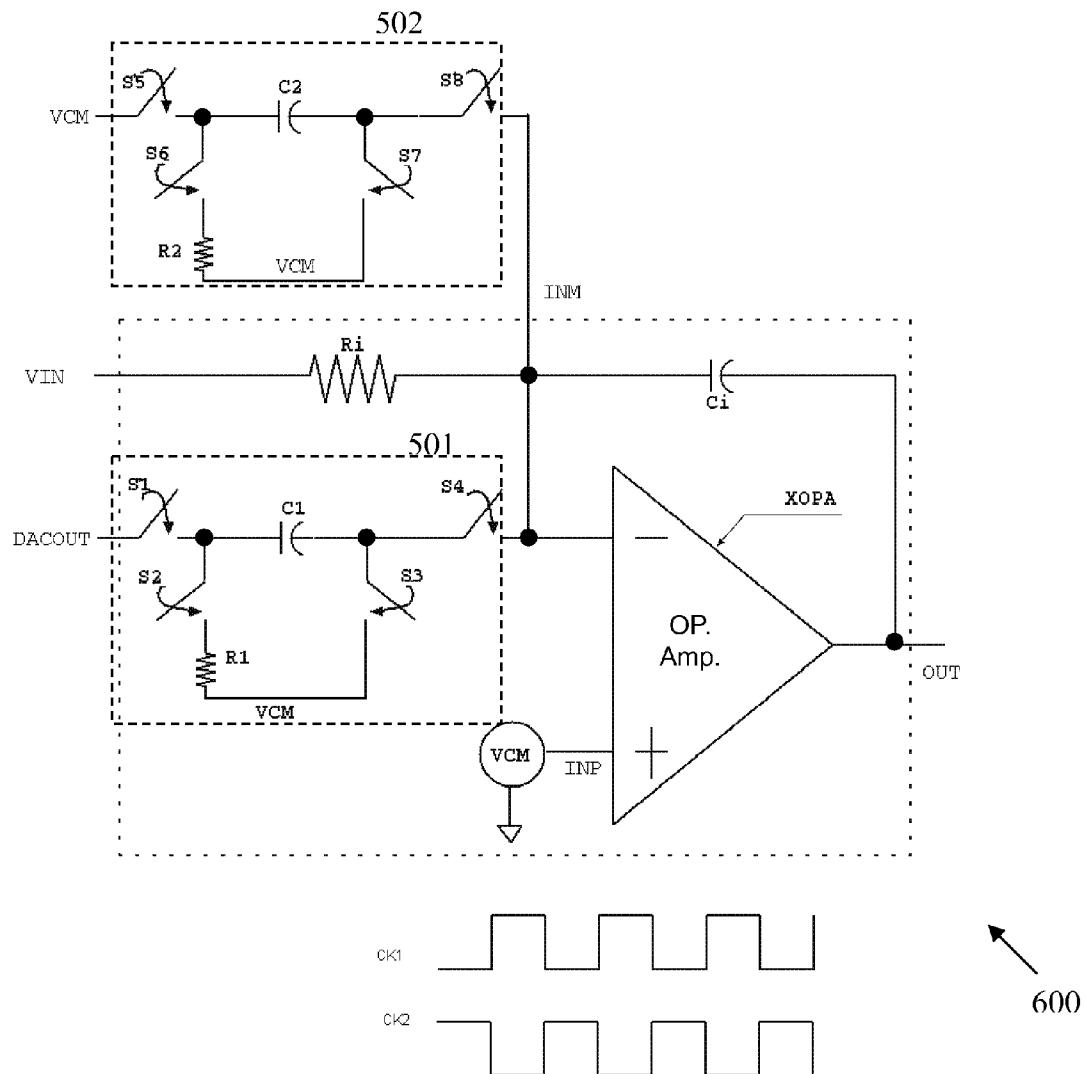 502
S5
C2
S8
VCM
S6
S7
R2
VCM
INM
Ri
VIN
Ci
501
S1
C1
S4
XOPA
DACOUT
S2
S3
OP.
Amp.
R1
OUT
VCM
VCM
INP
CK1
CK2
600